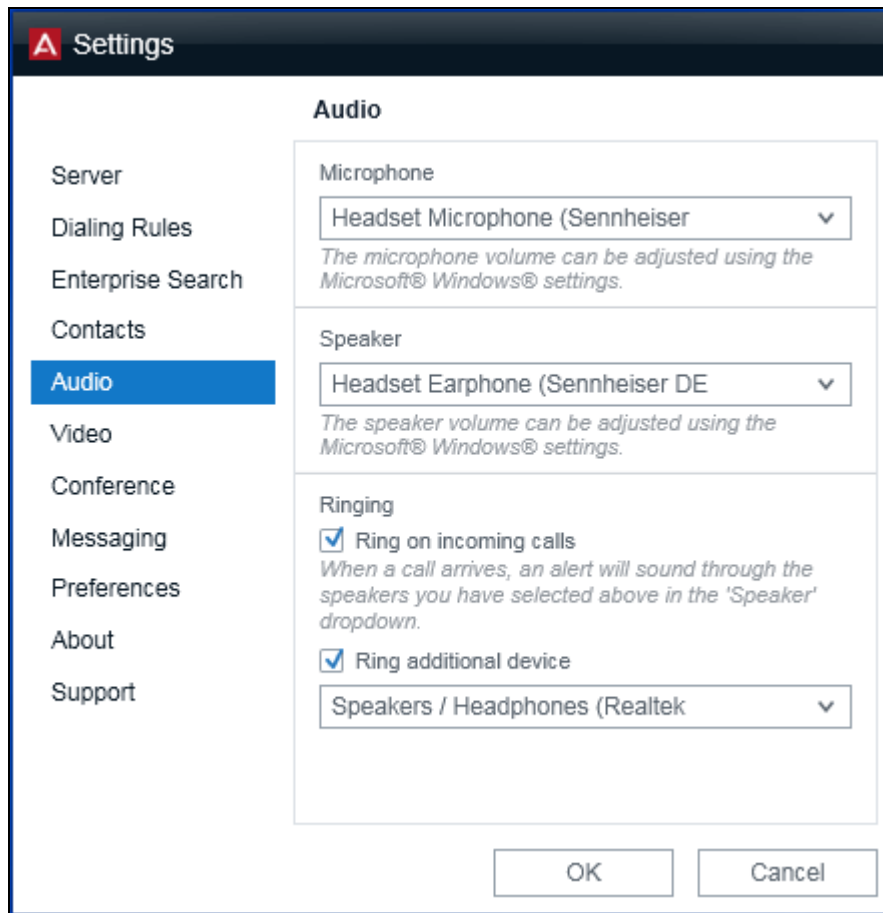 Settings
Audio
Server
Dialing Rules
Enterprise Search
Contacts
Audio
Video
Conference
Messaging
Preferences
About
Support
Microphone
Headset Microphone (Sennheiser
The microphone volume can be adjusted using the
Microsoft® Windows® settings.
Speaker
Headset Earphone (Sennheiser DE
The speaker volume can be adjusted using the
Microsoft® Windows® settings.
Ringing
Ring on incoming calls
When a call arrives, an alert will sound through the
speakers you have selected above in the 'Speaker'
dropdown.
Ring additional device
Speakers / Headphones (Realtek
OK
Cancel